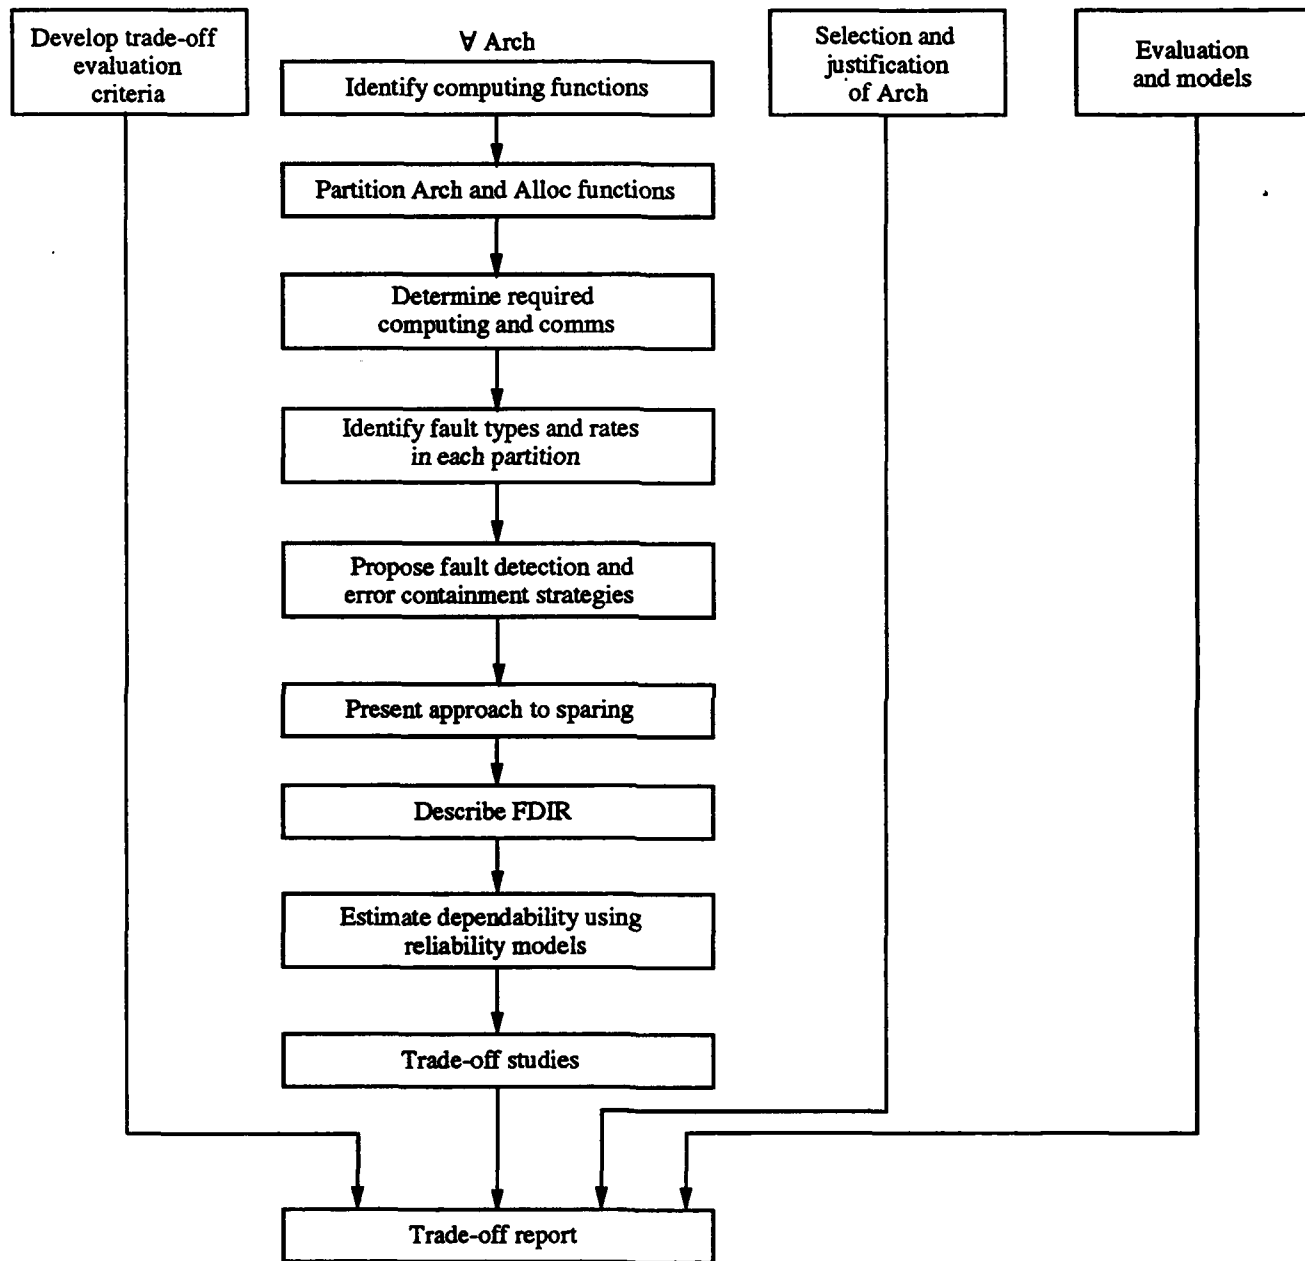 Develop trade-off
evaluation
criteria
∀ Arch
Identify computing functions
Selection and
justification
of Arch
Evaluation
and models
Partition Arch and Alloc functions
Determine required
computing and comms
Identify fault types and rates
in each partition
Propose fault detection and
error containment strategies
Present approach to sparing
Describe FDIR
Estimate dependability using
reliability models
Trade-off studies
Trade-off report